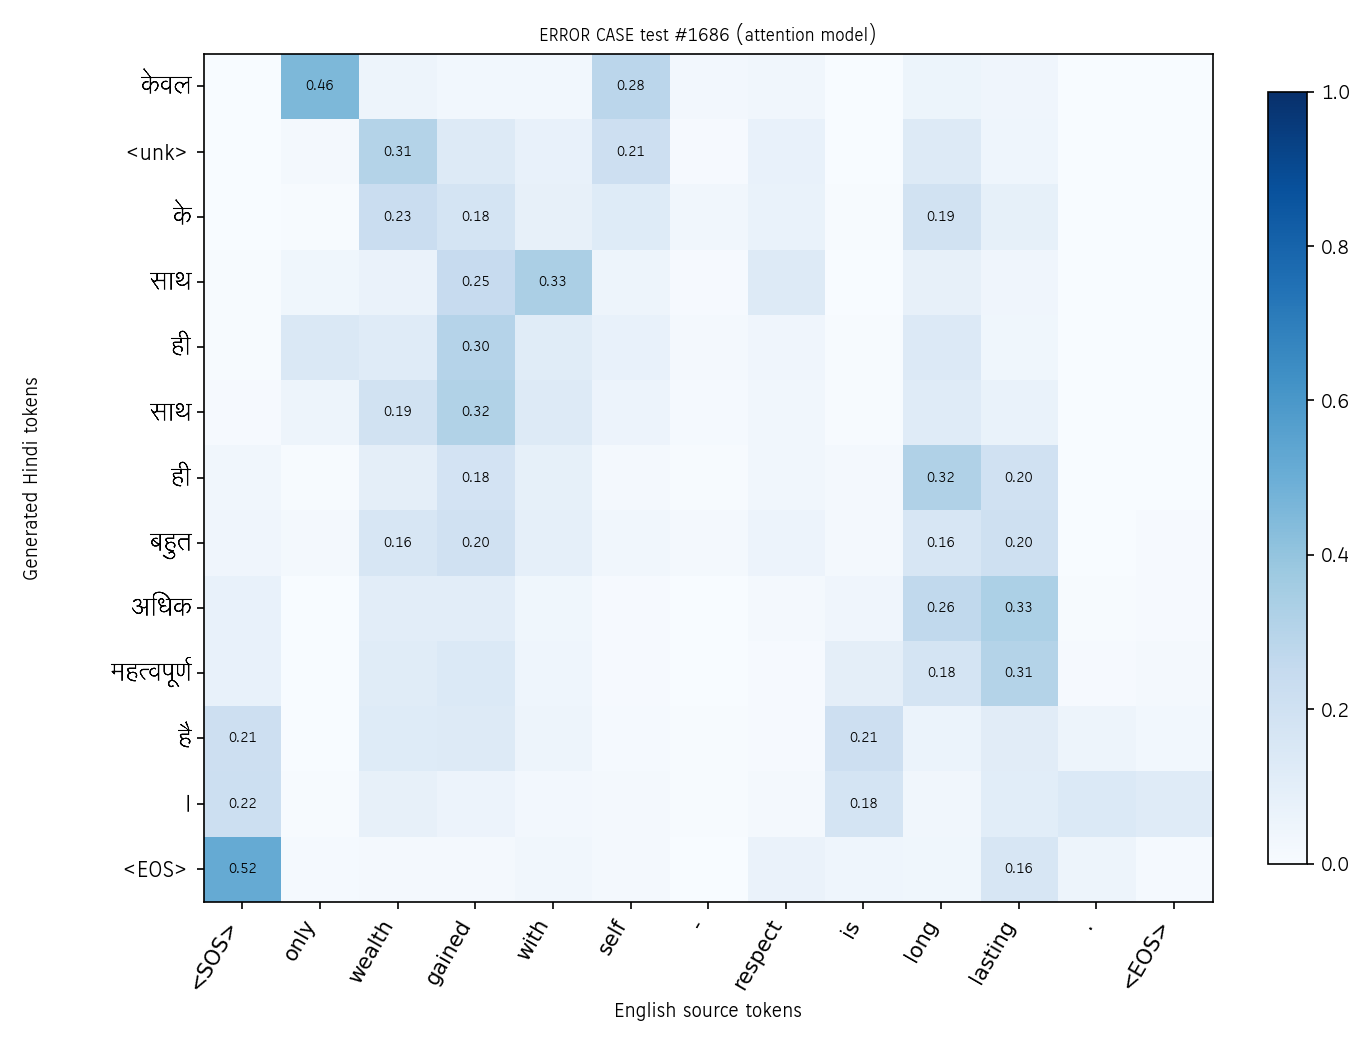 ERROR CASE test #1686 (attention model)
केवल 0.46 0.28
<unk> 0.31 0.21
के 0.23 0.18 0.19
साथ 0.25 0.33
ही 0.30
साथ 0.19 0.32
ही 0.18 0.32 0.20
बहुत 0.16 0.20 0.16 0.20
अधिक 0.26 0.33
महत्वपूर्ण 0.18 0.31
है 0.21 0.21
। 0.22 0.18
<EOS> 0.52 0.16
Generated Hindi tokens
<SOS> only wealth gained with self - respect is long lasting . <EOS>
English source tokens
1.0
0.8
0.6
0.4
0.2
0.0